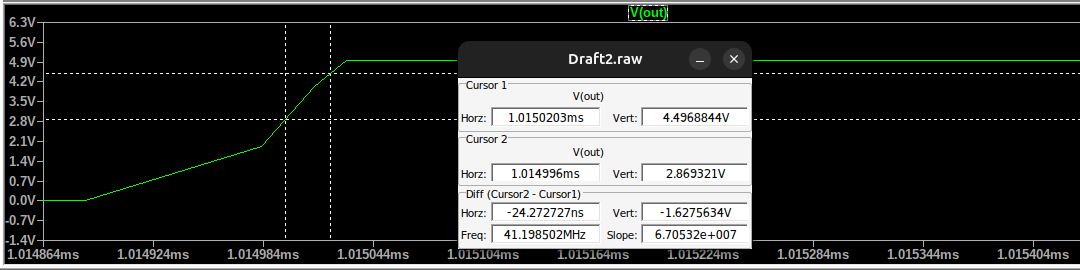 V(out)
6.3V
5.6V
4.9V
4.2V
3.5V
2.8V
2.1V
1.4V
0.7V
0.0V
-0.7V
-1.4V
Draft2.raw
Cursor 1
V(out)
Horz: 1.0150203ms Vert: 4.4968844V
Cursor 2
V(out)
Horz: 1.014996ms Vert: 2.869321V
Diff (Cursor2 - Cursor1)
Horz: -24.272727ns Vert: -1.6275634V
Freq: 41.198502MHz Slope: 6.70532e+007
1.014864ms 1.014924ms 1.014984ms 1.015044ms 1.015104ms 1.015164ms 1.015224ms 1.015284ms 1.015344ms 1.015404ms